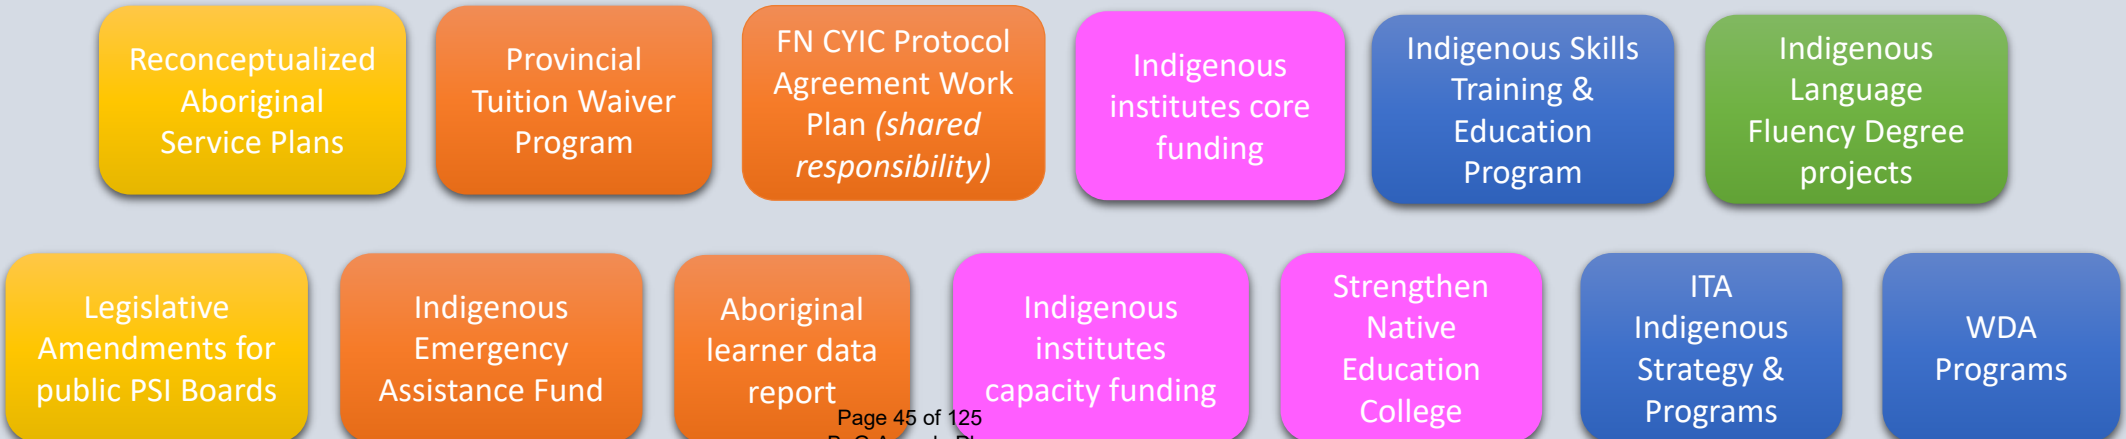 Reconceptualized
Aboriginal
Service Plans
Provincial
Tuition Waiver
Program
FN CYIC Protocol
Agreement Work
Plan (shared
responsibility)
Indigenous
institutes core
funding
Indigenous Skills
Training &
Education
Program
Indigenous
Language
Fluency Degree
projects
Legislative
Amendments for
public PSI Boards
Indigenous
Emergency
Assistance Fund
Aboriginal
learner data
report
Indigenous
institutes
capacity funding
Strengthen
Native
Education
College
ITA
Indigenous
Strategy &
Programs
WDA
Programs
Page 45 of 125